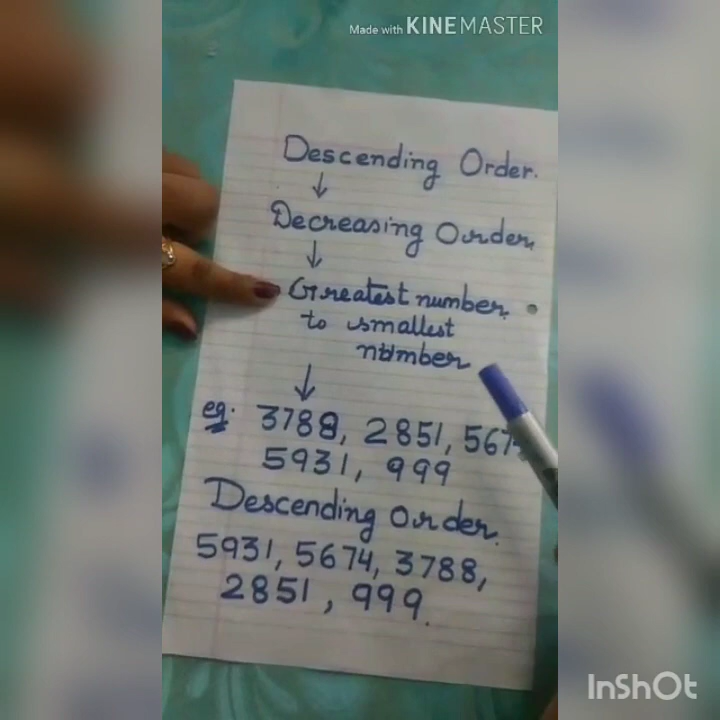 Made with KINEMASTER
Descending Order.
↓
Decreasing Order.
↓
Greatest number.
to smallest
number
↓
eg. 3788, 2851, 567
5931, 999
Descending Order.
5931, 5674, 3788,
2851, 999.
InShOt